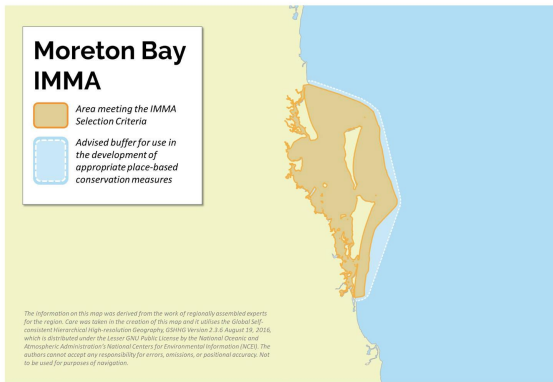 Moreton Bay
IMMA
Area meeting the IMMA
Selection Criteria
Advised buffer for use in
the development of
appropriate place-based
conservation measures
The information on this map was derived from the work of regionally assembled experts
for the region. Care was taken in the creation of this map and it utilises the Global Self-
consistent Hierarchical High-resolution Geography, GSHHG Version 2.3.6 August 19, 2016,
which is distributed under the Lesser GNU Public License by the National Oceanic and
Atmospheric Administration's National Centers for Environmental Information (NCEI). The
authors cannot accept any responsibility for errors, omissions, or positional accuracy. Not
to be used for purposes of navigation.